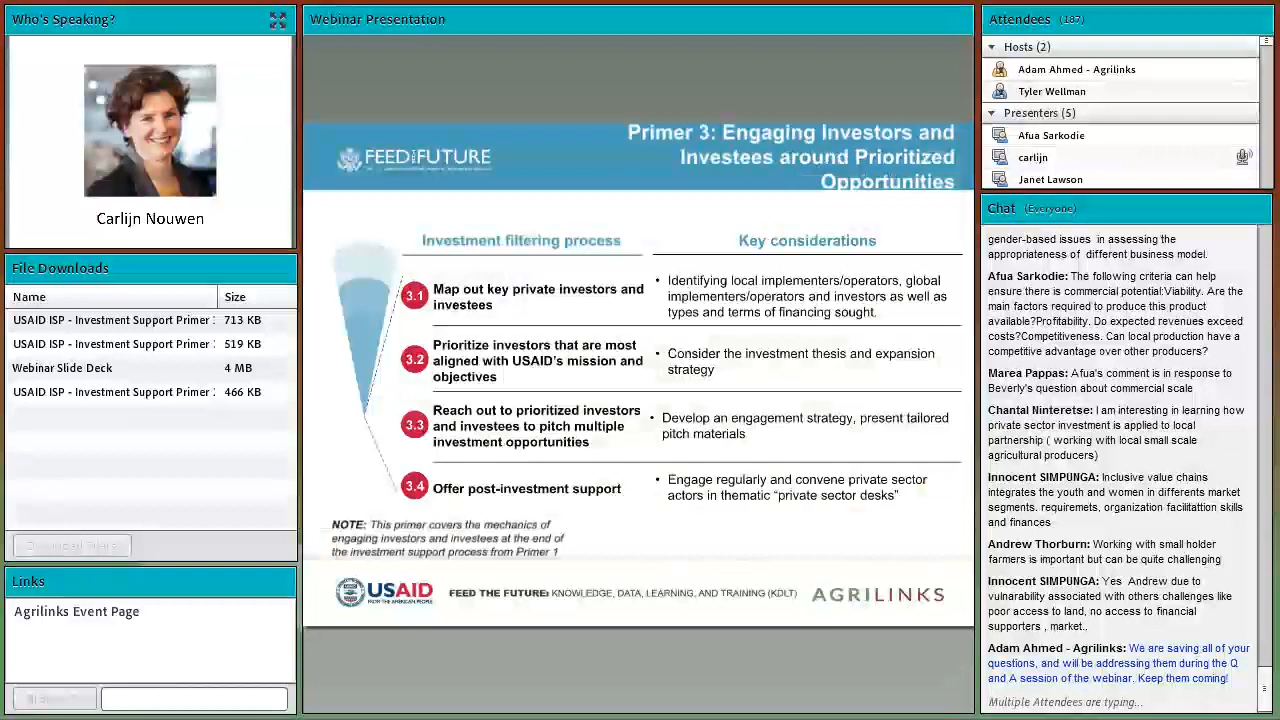 Who's Speaking?
Carlijn Nouwen
File Downloads
Name
Size
USAID ISP - Investment Support Primer
713 KB
USAID ISP - Investment Support Primer
519 KB
Webinar Slide Deck
4 MB
USAID ISP - Investment Support Primer
466 KB
Links
Agrilinks Event Page
Webinar Presentation
FEED THE FUTURE
Primer 3: Engaging Investors and
Investees around Prioritized
Opportunities
Investment filtering process
Key considerations
3.1
Map out key private investors and
investees
• Identifying local implementers/operators, global
implementers/operators and investors as well as
types and terms of financing sought.
3.2
Prioritize investors that are most
aligned with USAID's mission and
objectives
• Consider the investment thesis and expansion
strategy
3.3
Reach out to prioritized investors
and investees to pitch multiple
investment opportunities
• Develop an engagement strategy, present tailored
pitch materials
3.4
Offer post-investment support
• Engage regularly and convene private sector
actors in thematic “private sector desks”
NOTE: This primer covers the mechanics of
engaging investors and investees at the end of
the investment support process from Primer 1
USAID
FROM THE AMERICAN PEOPLE
FEED THE FUTURE: KNOWLEDGE, DATA, LEARNING, AND TRAINING (KDLT)
AGRILINKS
Attendees (187)
Hosts (2)
Adam Ahmed - Agrilinks
Tyler Wellman
Presenters (5)
Afua Sarkodie
carlijn
Janet Lawson
Chat (Everyone)
gender-based issues in assessing the
appropriateness of different business model.
Afua Sarkodie: The following criteria can help
ensure there is commercial potential:Viability. Are the
main factors required to produce this product
available?Profitability. Do expected revenues exceed
costs?Competitiveness. Can local production have a
competitive advantage over other producers?
Marea Pappas: Afua's comment is in response to
Beverly's question about commercial scale
Chantal Ninteretse: I am interesting in learning how
private sector investment is applied to local
partnership ( working with local small scale
agricultural producers)
Innocent SIMPUNGA: Inclusive value chains
integrates the youth and women in differents market
segments. requiremets, organization facilitattion skills
and finances
Andrew Thorburn: Working with small holder
farmers is important but can be quite challenging
Innocent SIMPUNGA: Yes Andrew due to
vulnarability associated with others challenges like
poor access to land, no access to financial
supporters , market..
Adam Ahmed - Agrilinks: We are saving all of your
questions, and will be addressing them during the Q
and A session of the webinar. Keep them coming!
Multiple Attendees are typing...